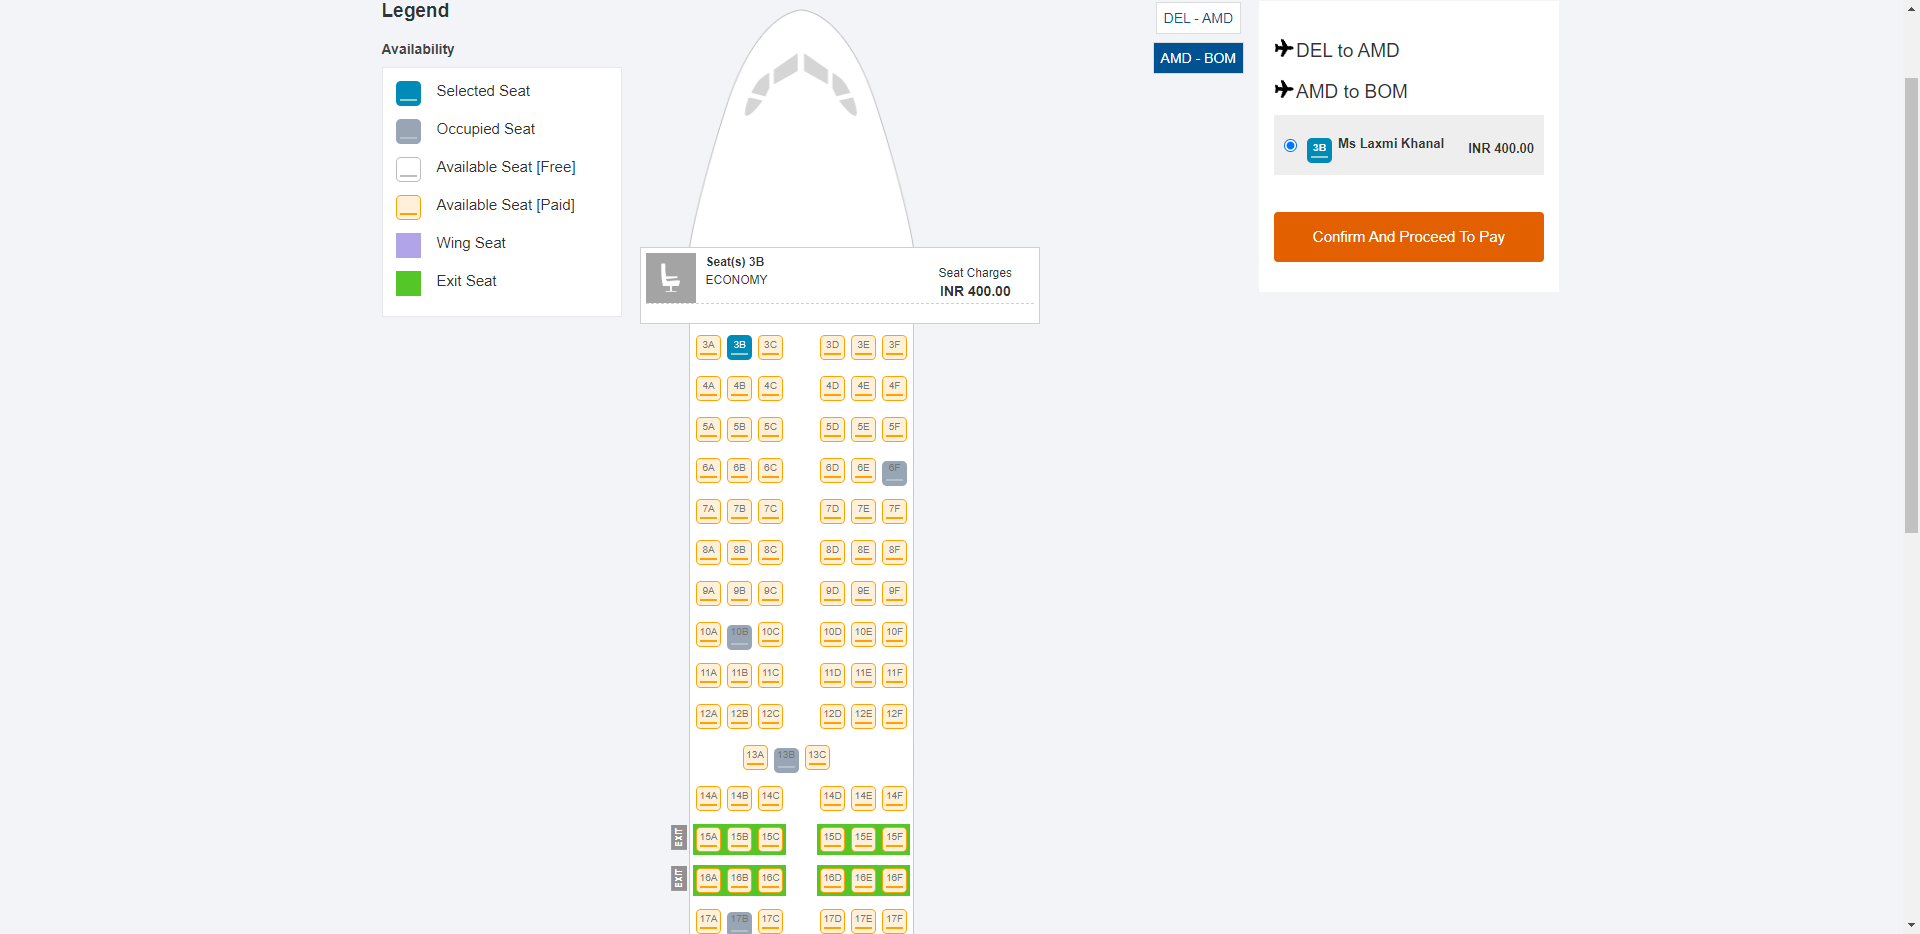 Legend
Availability
Selected Seat
Occupied Seat
Available Seat [Free]
Available Seat [Paid]
Wing Seat
Exit Seat
Seat(s) 3B
ECONOMY
Seat Charges
INR 400.00
3A 3B 3C 3D 3E 3F
4A 4B 4C 4D 4E 4F
5A 5B 5C 5D 5E 5F
6A 6B 6C 6D 6E 6F
7A 7B 7C 7D 7E 7F
8A 8B 8C 8D 8E 8F
9A 9B 9C 9D 9E 9F
10A 10B 10C 10D 10E 10F
11A 11B 11C 11D 11E 11F
12A 12B 12C 12D 12E 12F
13A 13B 13C
14A 14B 14C 14D 14E 14F
EXIT 15A 15B 15C 15D 15E 15F
EXIT 16A 16B 16C 16D 16E 16F
17A 17B 17C 17D 17E 17F
DEL - AMD
AMD - BOM
DEL to AMD
AMD to BOM
3B Ms Laxmi Khanal INR 400.00
Confirm And Proceed To Pay